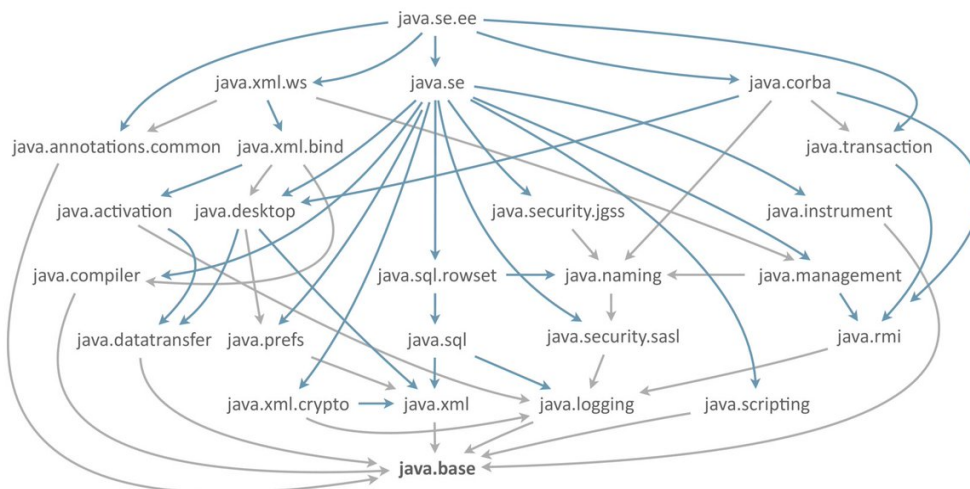 java.se.ee
java.xml.ws java.se java.corba
java.annotations.common java.xml.bind java.transaction
java.activation java.desktop java.security.jgss java.instrument
java.compiler java.sql.rowset java.naming java.management
java.datatransfer java.prefs java.sql java.security.sasl java.rmi
java.xml.crypto java.xml java.logging java.scripting
java.base